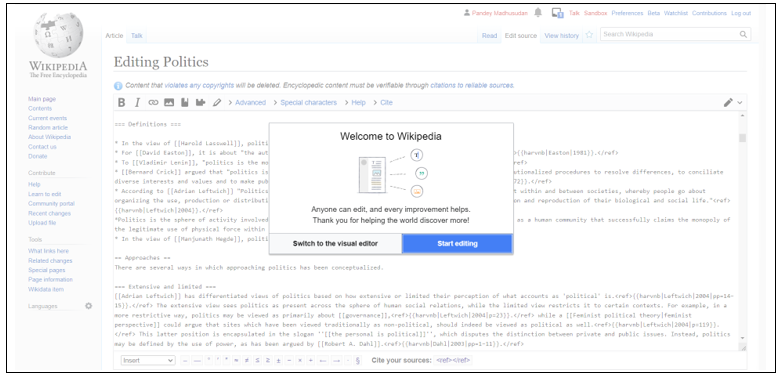 Pandey Madhusudan Talk Sandbox Preferences Beta Watchlist Contributions Log out
WIKIPEDIA
The Free Encyclopedia
Article Talk
Read Edit source View history
Search Wikipedia
Editing Politics
Content that violates any copyrights will be deleted. Encyclopedic content must be verifiable through citations to reliable sources.
B I Advanced Special characters Help Cite
Main page
Contents
Current events
Random article
About Wikipedia
Contact us
Donate
Contribute
Help
Learn to edit
Community portal
Recent changes
Upload file
Tools
What links here
Related changes
Special pages
Page information
Wikidata item
Languages
=== Definitions ===
* In the view of [[Harold Lasswell]], politi
* For [[David Easton]], it is about "the aut >{{harvnb|Easton|1981}}.</ref>
* To [[Vladimir Lenin]], "politics is the mo ref>
* [[Bernard Crick]] argued that "politics is ationalized procedures to resolve differences, to conciliate
diverse interests and values and to make pub 72}}.</ref>
* According to [[Adrian Leftwich]] "Politics t within and between societies, whereby people go about
organizing the use, production or distributi on and reproduction of their biological and social life."<ref>
{{harvnb|Leftwich|2004}}.</ref>
*Politics is the sphere of activity involved as a human community that successfully claims the monopoly of
the legitimate use of physical force within
* In the view of [[Manjunath Hegde]], politi
== Approaches ==
There are several ways in which approaching politics has been conceptualized.
=== Extensive and limited ===
[[Adrian Leftwich]] has differentiated views of politics based on how extensive or limited their perception of what accounts as 'political' is.<ref>{{harvnb|Leftwich|2004|pp=14–
15}}.</ref> The extensive view sees politics as present across the sphere of human social relations, while the limited view restricts it to certain contexts. For example, in a
more restrictive way, politics may be viewed as primarily about [[governance]],<ref>{{harvnb|Leftwich|2004|p=23}}.</ref> while a [[Feminist political theory|feminist
perspective]] could argue that sites which have been viewed traditionally as non-political, should indeed be viewed as political as well.<ref>{{harvnb|Leftwich|2004|p=119}}.
</ref> This latter position is encapsulated in the slogan ''[[the personal is political]]'', which disputes the distinction between private and public issues. Instead, politics
may be defined by the use of power, as has been argued by [[Robert A. Dahl]].<ref>{{harvnb|Dahl|2003|pp=1–11}}.</ref>
Welcome to Wikipedia
Anyone can edit, and every improvement helps.
Thank you for helping the world discover more!
Switch to the visual editor Start editing
Insert – — ° ′ ″ ≈ ≠ ≤ ≥ ± − × ÷ ← → · § Cite your sources: <ref></ref>